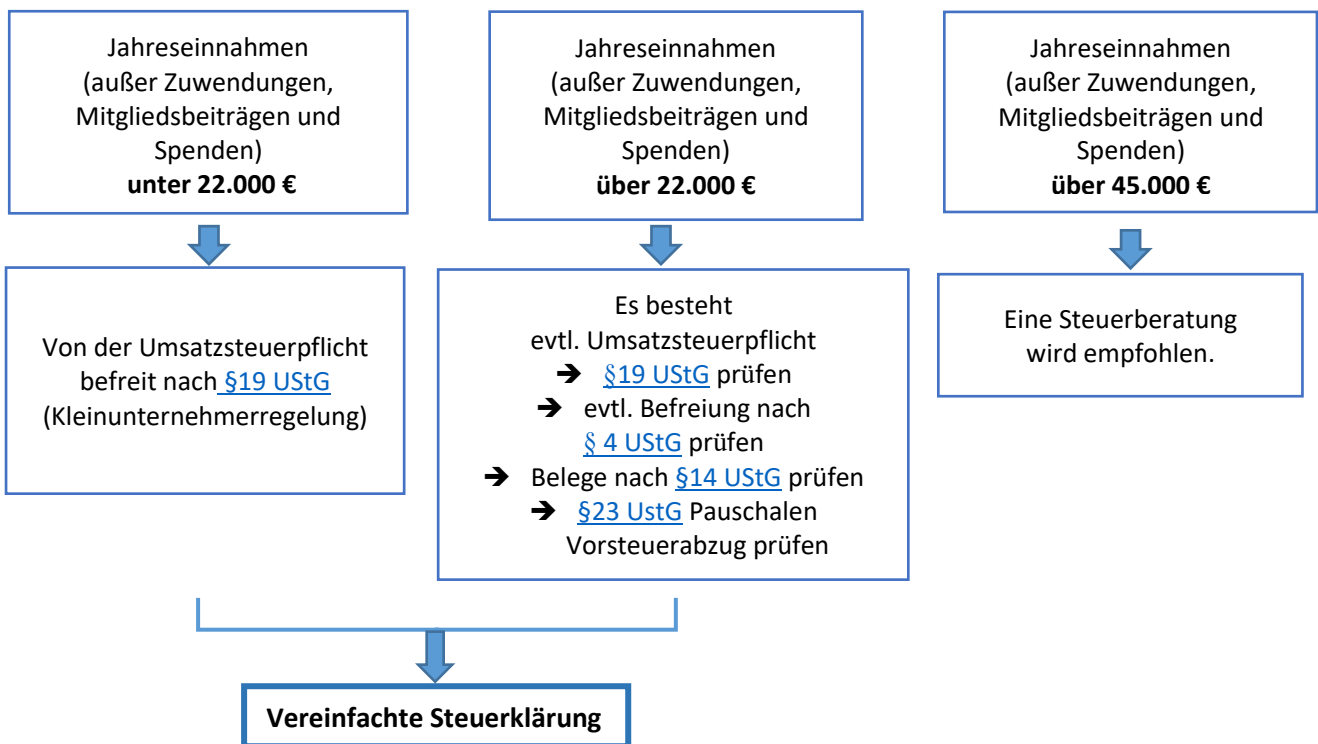 Jahreseinnahmen
(außer Zuwendungen,
Mitgliedsbeiträgen und
Spenden)
unter 22.000 €
Jahreseinnahmen
(außer Zuwendungen,
Mitgliedsbeiträgen und
Spenden)
über 22.000 €
Jahreseinnahmen
(außer Zuwendungen,
Mitgliedsbeiträgen und
Spenden)
über 45.000 €
Von der Umsatzsteuerpflicht
befreit nach §19 UStG
(Kleinunternehmerregelung)
Es besteht
evtl. Umsatzsteuerpflicht
➔ §19 UStG prüfen
➔ evtl. Befreiung nach
§ 4 UStG prüfen
➔ Belege nach §14 UStG prüfen
➔ §23 UstG Pauschalen
Vorsteuerabzug prüfen
Eine Steuerberatung
wird empfohlen.
Vereinfachte Steuerklärung